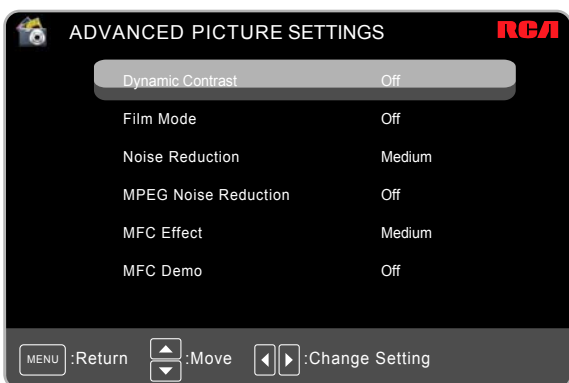 ADVANCED PICTURE SETTINGS RCA
Dynamic Contrast Off
Film Mode Off
Noise Reduction Medium
MPEG Noise Reduction Off
MFC Effect Medium
MFC Demo Off
MENU :Return :Move :Change Setting